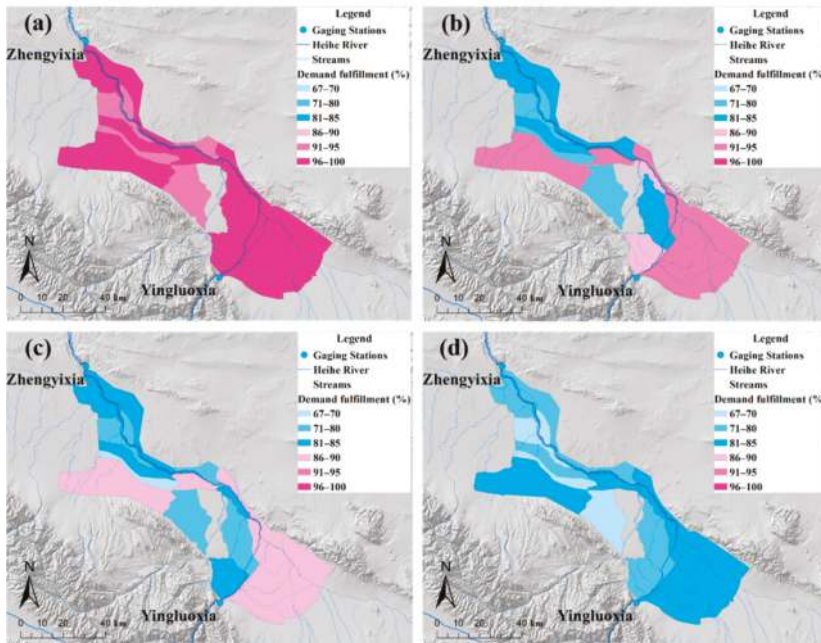 (a)
Legend
Gaging Stations
Heihe River
Streams
Demand fulfillment (%)
67–70
71–80
81–85
86–90
91–95
96–100
Zhengyixia
N
0 10 20 40 km
Yingluoxia
(b)
Legend
Gaging Stations
Heihe River
Streams
Demand fulfillment (%)
67–70
71–80
81–85
86–90
91–95
96–100
Zhengyixia
N
0 10 20 40 km
Yingluoxia
(c)
Legend
Gaging Stations
Heihe River
Streams
Demand fulfillment (%)
67–70
71–80
81–85
86–90
91–95
96–100
Zhengyixia
N
0 10 20 40 km
Yingluoxia
(d)
Legend
Gaging Stations
Heihe River
Streams
Demand fulfillment (%)
67–70
71–80
81–85
86–90
91–95
96–100
Zhengyixia
N
0 10 20 40 km
Yingluoxia